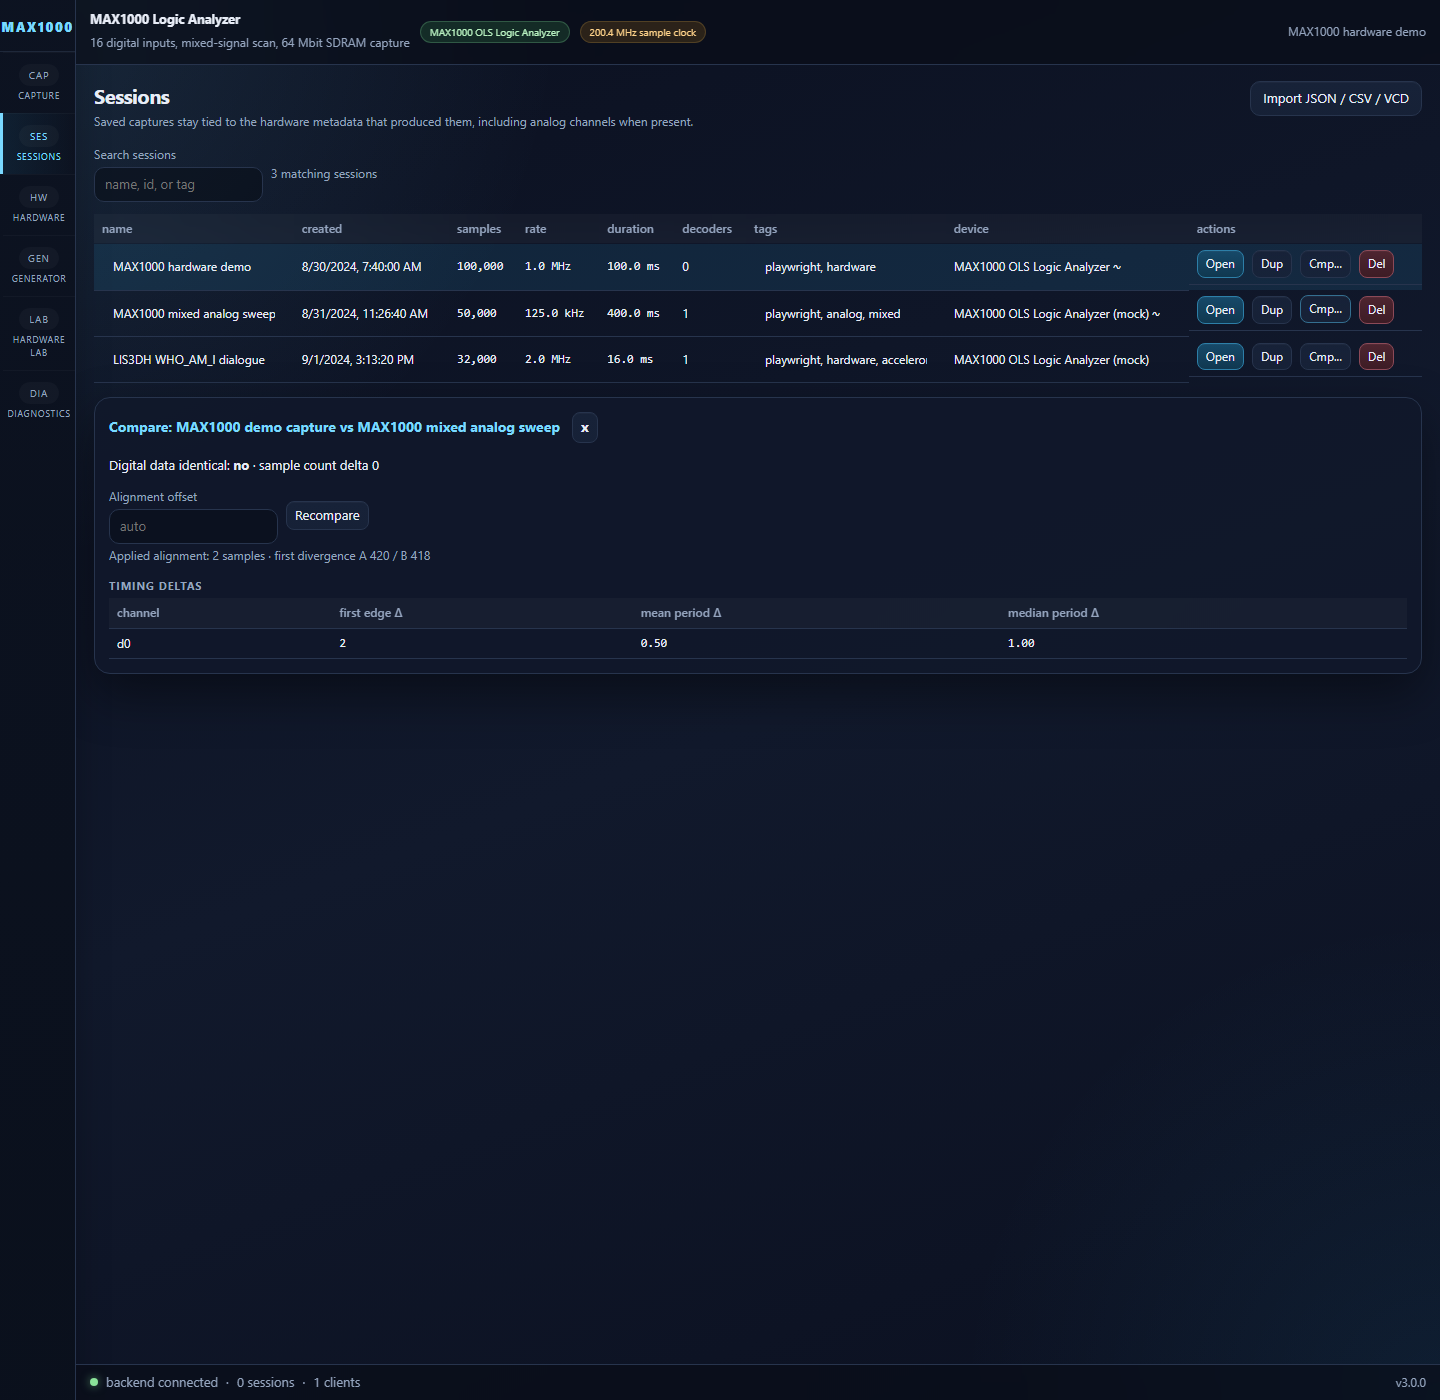 MAX1000
MAX1000 Logic Analyzer
16 digital inputs, mixed-signal scan, 64 Mbit SDRAM capture
MAX1000 OLS Logic Analyzer
200.4 MHz sample clock
MAX1000 hardware demo
CAP
CAPTURE
SES
SESSIONS
HW
HARDWARE
GEN
GENERATOR
LAB
HARDWARE
LAB
DIA
DIAGNOSTICS
Sessions
Saved captures stay tied to the hardware metadata that produced them, including analog channels when present.
Import JSON / CSV / VCD
Search sessions
name, id, or tag
3 matching sessions
name created samples rate duration decoders tags device actions
MAX1000 hardware demo 8/30/2024, 7:40:00 AM 100,000 1.0 MHz 100.0 ms 0 playwright, hardware MAX1000 OLS Logic Analyzer ~ Open Dup Cmp... Del
MAX1000 mixed analog sweep 8/31/2024, 11:26:40 AM 50,000 125.0 kHz 400.0 ms 1 playwright, analog, mixed MAX1000 OLS Logic Analyzer (mock) ~ Open Dup Cmp... Del
LIS3DH WHO_AM_I dialogue 9/1/2024, 3:13:20 PM 32,000 2.0 MHz 16.0 ms 1 playwright, hardware, acceleror MAX1000 OLS Logic Analyzer (mock) Open Dup Cmp... Del
Compare: MAX1000 demo capture vs MAX1000 mixed analog sweep x
Digital data identical: no · sample count delta 0
Alignment offset
auto
Recompare
Applied alignment: 2 samples · first divergence A 420 / B 418
TIMING DELTAS
channel first edge Δ mean period Δ median period Δ
d0 2 0.50 1.00
backend connected · 0 sessions · 1 clients
v3.0.0